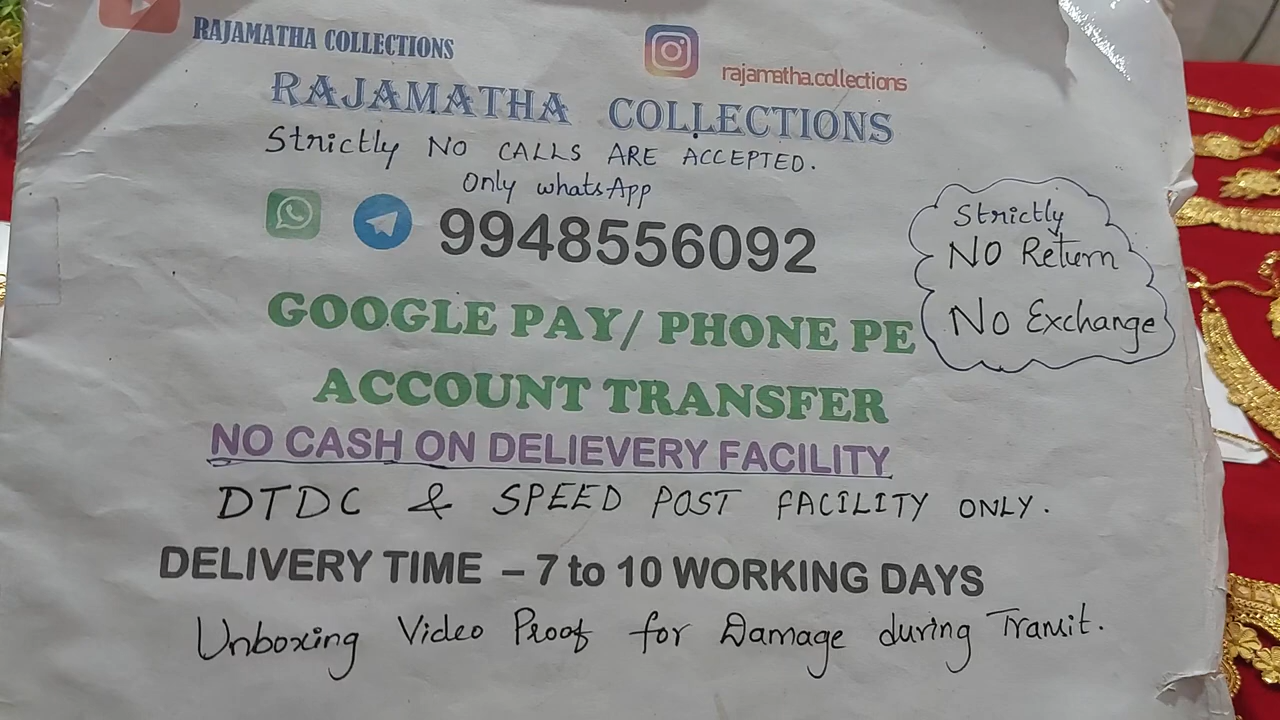 RAJAMATHA COLLECTIONS
rajamatha.collections
RAJAMATHA COLLECTIONS
Strictly NO CALLS ARE ACCEPTED.
Only whatsApp
9948556092
Strictly
NO Return
No Exchange
GOOGLE PAY/ PHONE PE
ACCOUNT TRANSFER
NO CASH ON DELIEVERY FACILITY
DTDC & SPEED POST FACILITY ONLY.
DELIVERY TIME – 7 to 10 WORKING DAYS
Unboxing Video Proof for Damage during Transit.